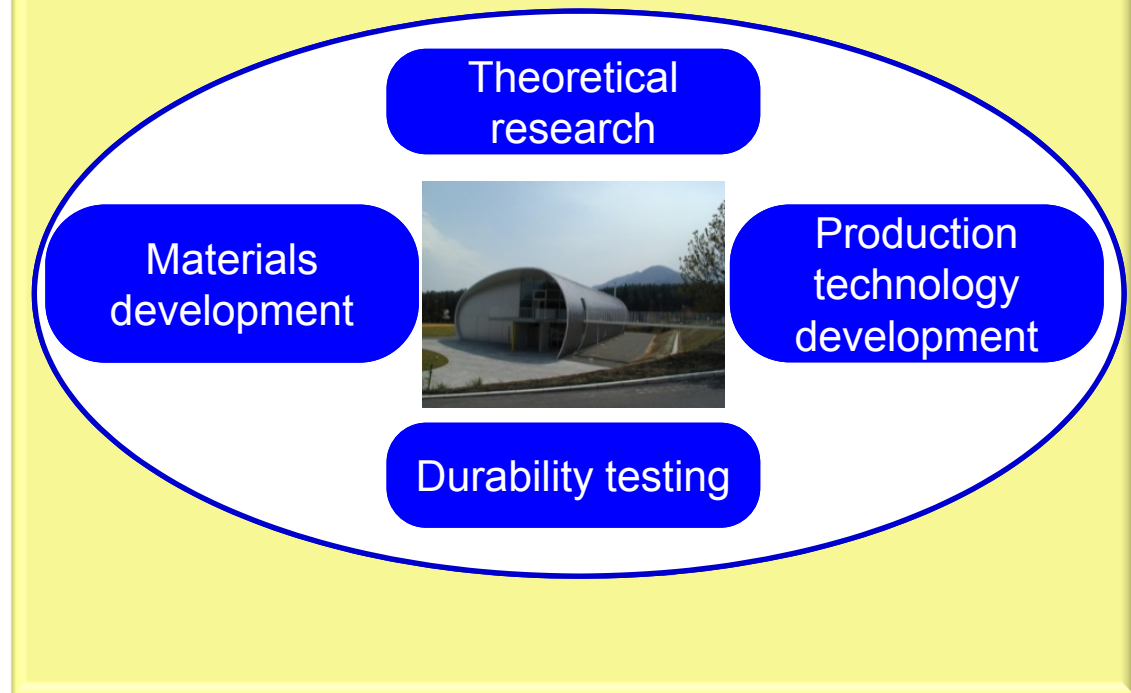 Theoretical
research
Materials
development
Production
technology
development
Durability testing